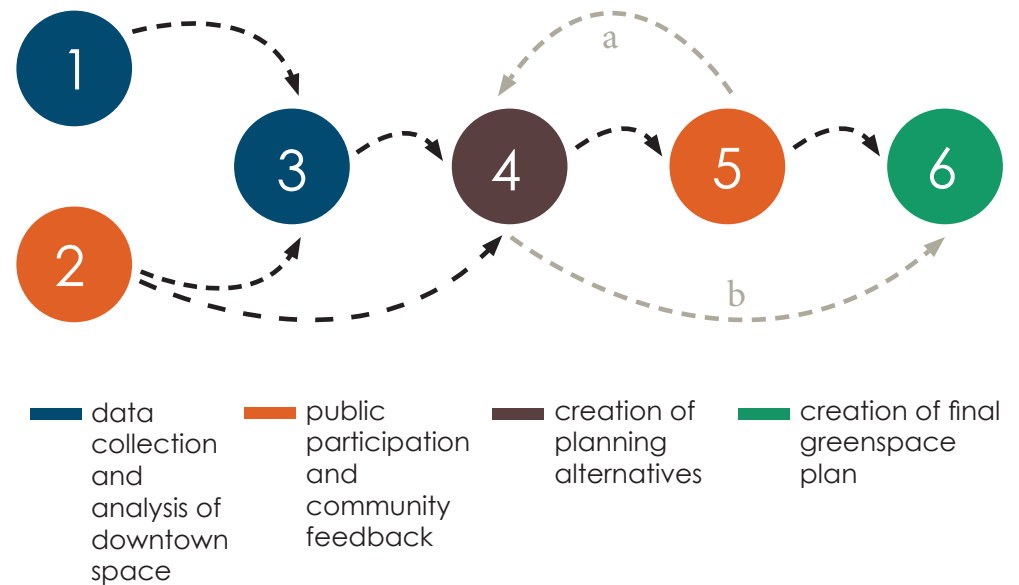 1
a
3
4
5
6
2
b
data
collection
and
analysis of
downtown
space
public
participation
and
community
feedback
creation of
planning
alternatives
creation of final
greenspace
plan